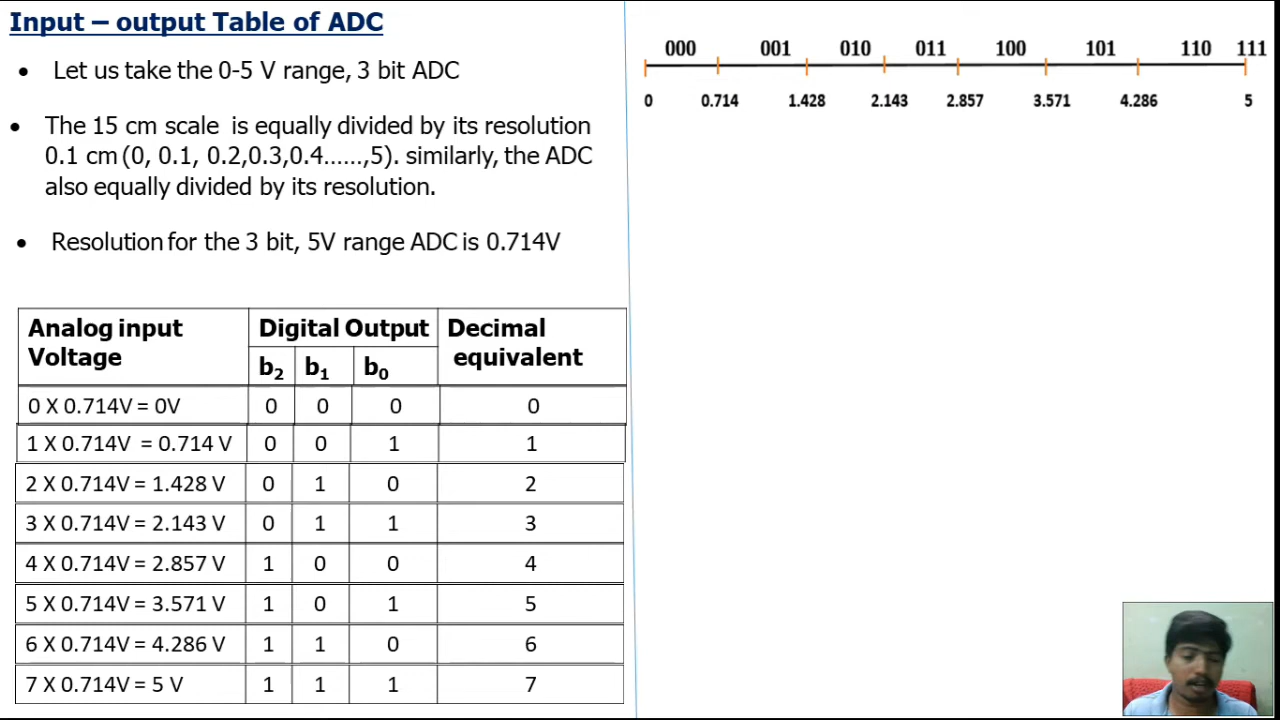 Input – output Table of ADC
• Let us take the 0-5 V range, 3 bit ADC
• The 15 cm scale is equally divided by its resolution
0.1 cm (0, 0.1, 0.2,0.3,0.4......,5). similarly, the ADC
also equally divided by its resolution.
• Resolution for the 3 bit, 5V range ADC is 0.714V
Analog input Voltage Digital Output Decimal equivalent
b₂ b₁ b₀
0 X 0.714V = 0V 0 0 0 0
1 X 0.714V = 0.714 V 0 0 1 1
2 X 0.714V = 1.428 V 0 1 0 2
3 X 0.714V = 2.143 V 0 1 1 3
4 X 0.714V = 2.857 V 1 0 0 4
5 X 0.714V = 3.571 V 1 0 1 5
6 X 0.714V = 4.286 V 1 1 0 6
7 X 0.714V = 5 V 1 1 1 7
000 001 010 011 100 101 110 111
0 0.714 1.428 2.143 2.857 3.571 4.286 5